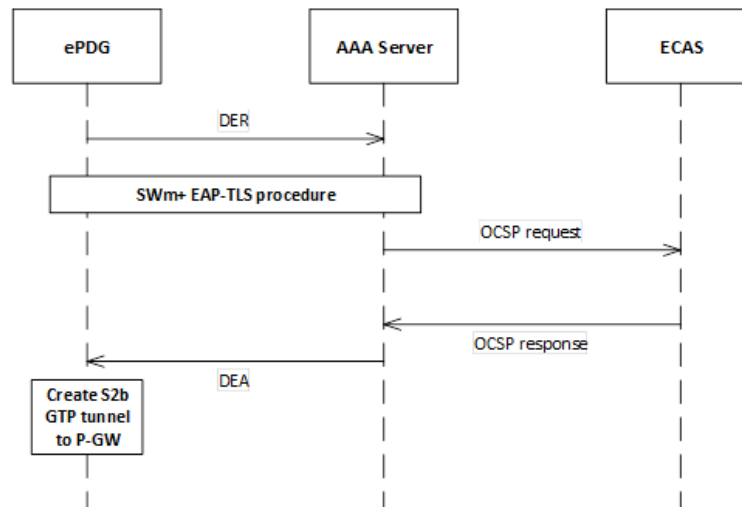 ePDG
AAA Server
ECAS
DER
SWm+ EAP-TLS procedure
OCSP request
OCSP response
DEA
Create S2b
GTP tunnel
to P-GW